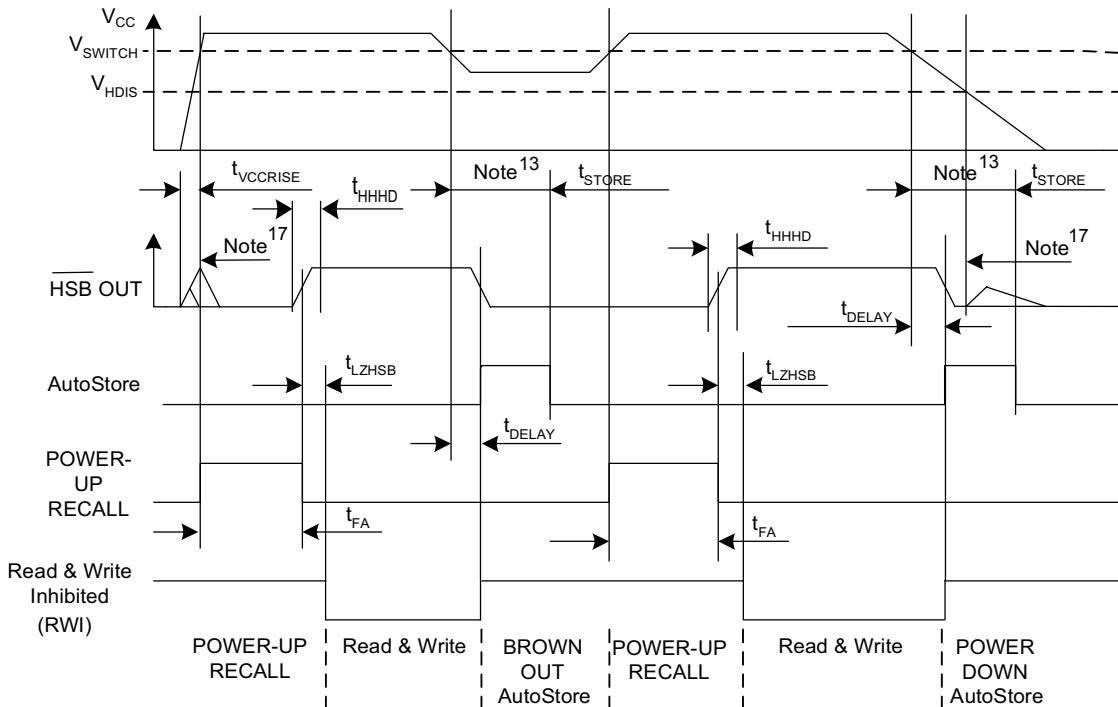 VCC
VSWITCH
VHDIS
tVCCRISE
Note13
tSTORE
Note13
tSTORE
tHHHD
Note17
tHHHD
Note17
HSB OUT
tDELAY
tLZHSB
tLZHSB
AutoStore
tDELAY
POWER-
UP
RECALL
tFA
tFA
Read & Write
Inhibited
(RWI)
POWER-UP
RECALL
Read & Write
BROWN
OUT
AutoStore
POWER-UP
RECALL
Read & Write
POWER
DOWN
AutoStore